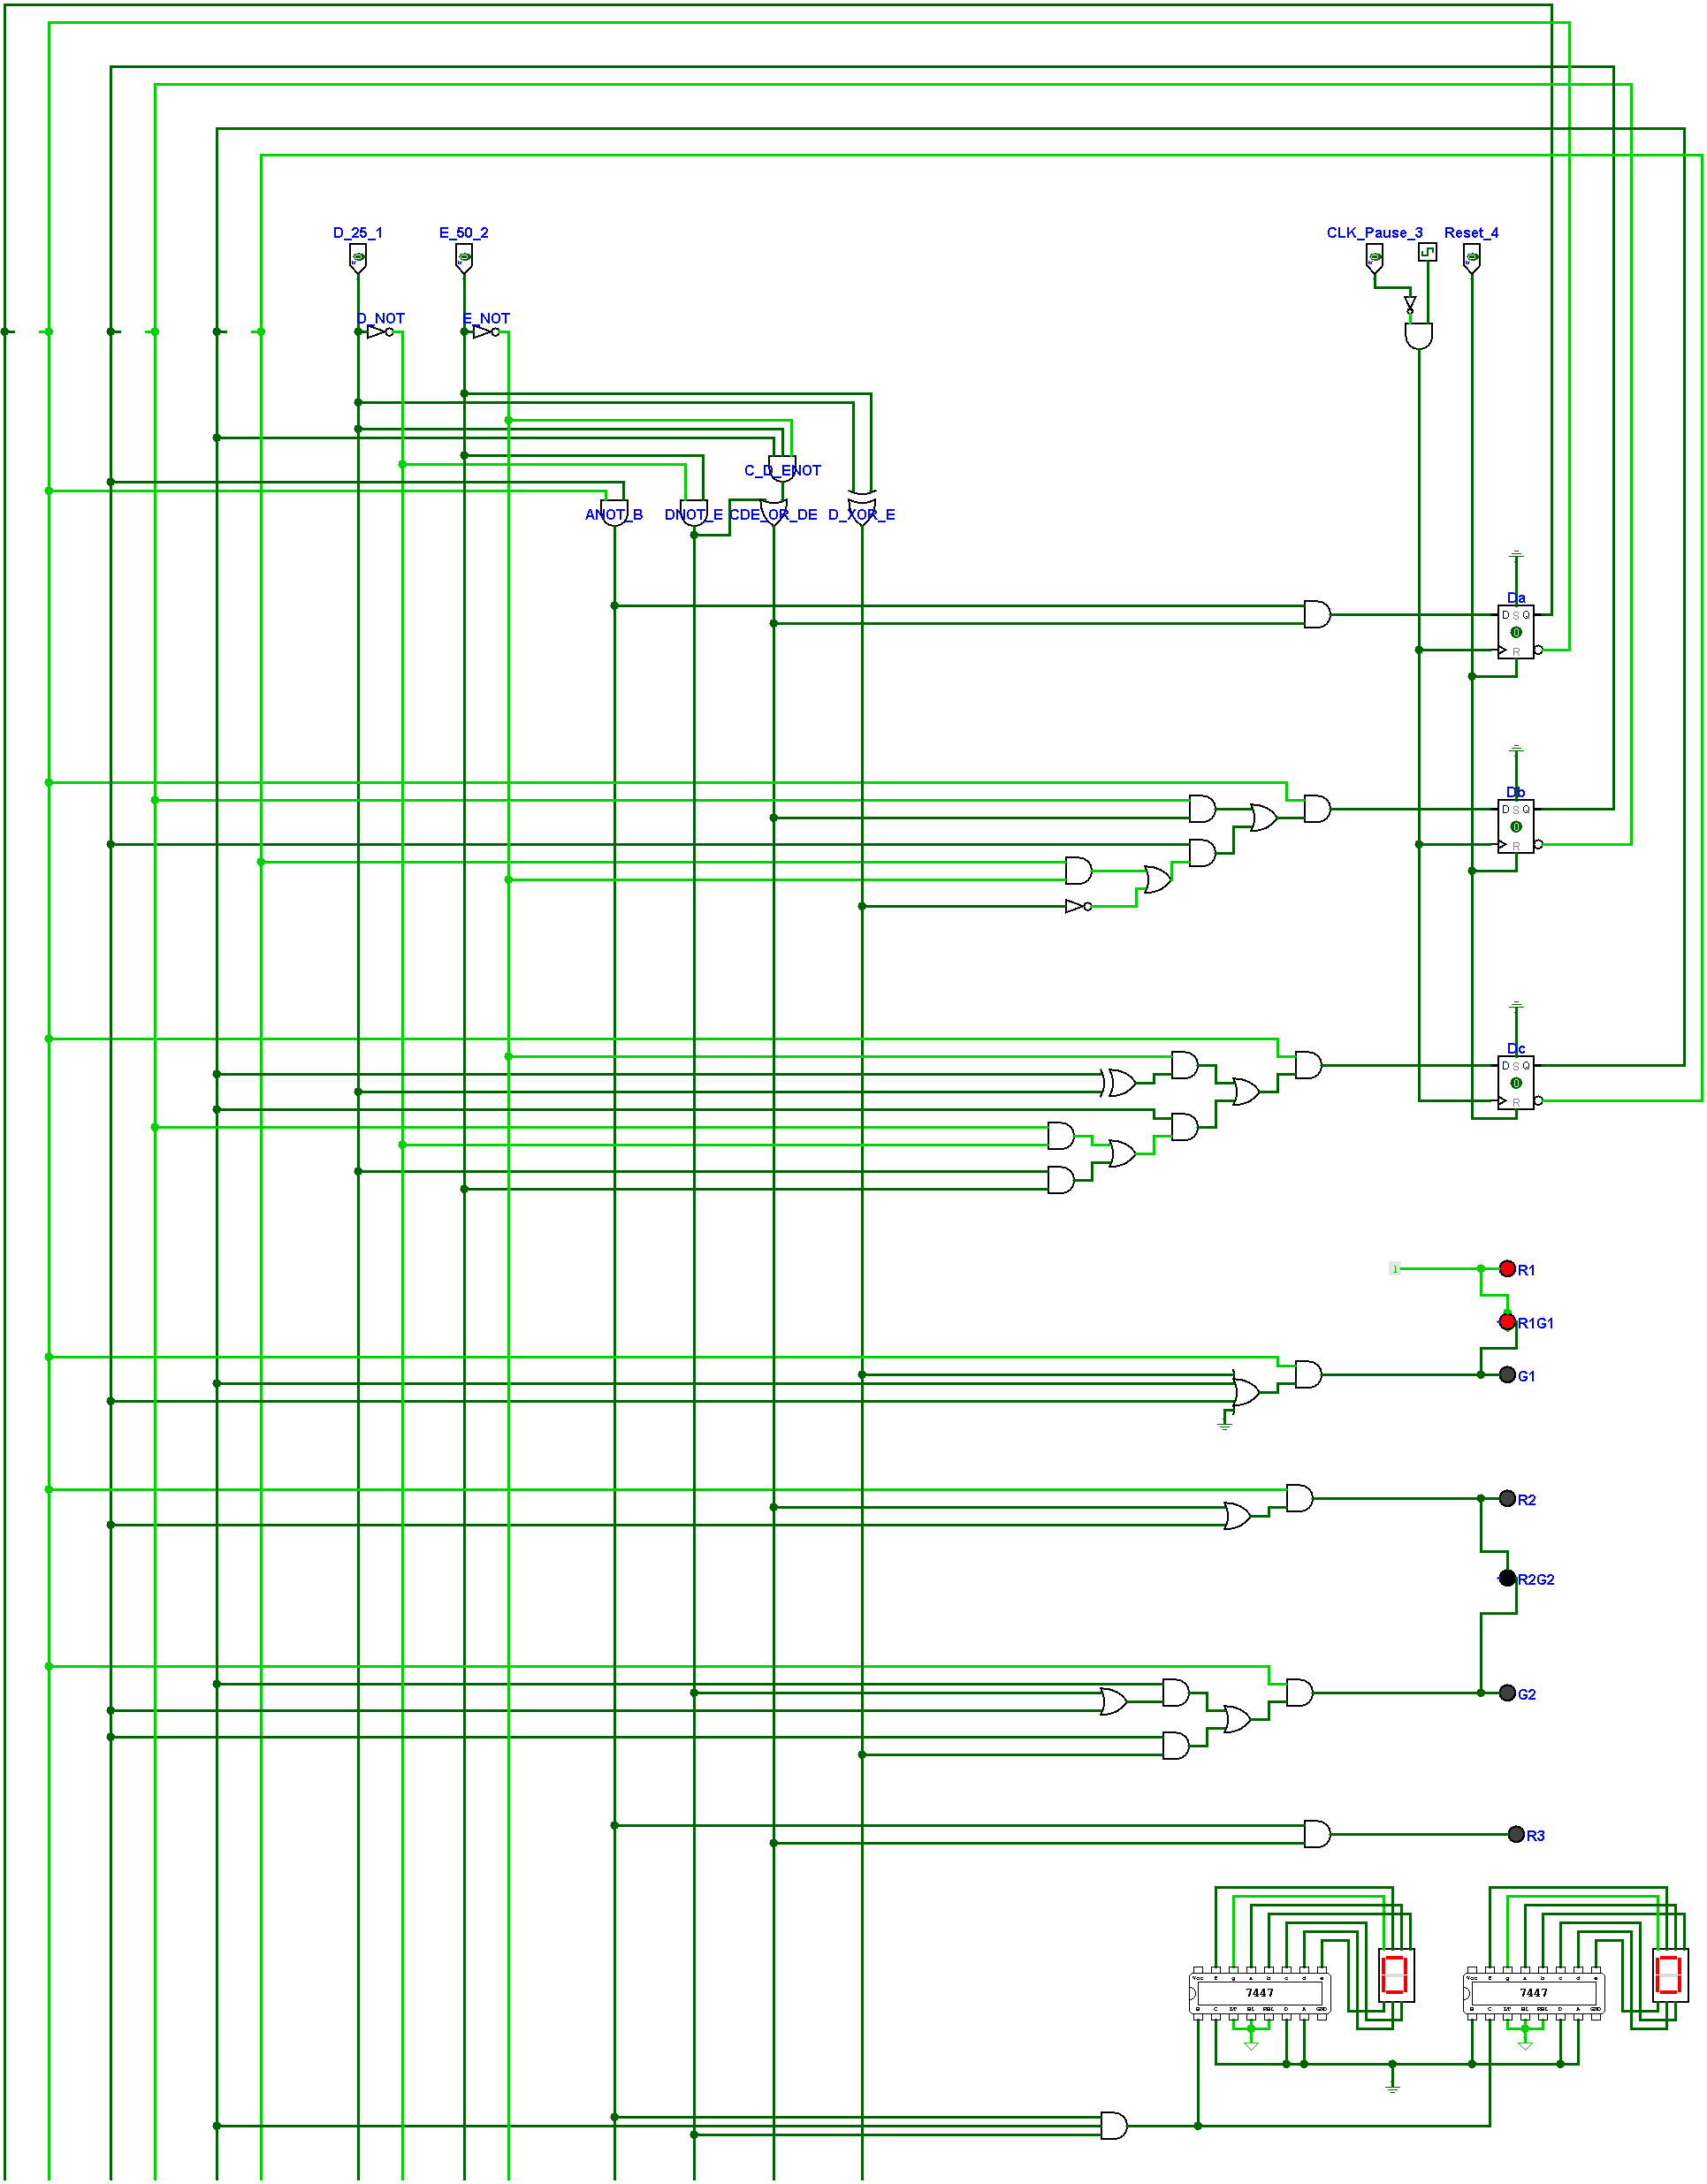 D_25_1
E_50_2
CLK_Pause_3
Reset_4
D_NOT
E_NOT
C_D_ENOT
ANOT_B
DNOT_E
CDE_OR_DE
D_XOR_E
Da
D S Q
0
R
Db
D S Q
0
R
Dc
D S Q
0
R
1
R1
R1G1
G1
R2
R2G2
G2
R3
7447
7447